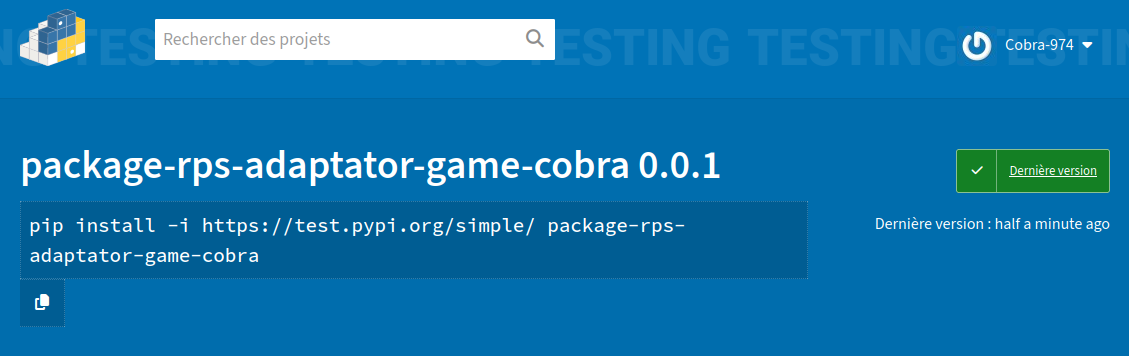 TESTING TESTING TESTING TESTING TESTING
Rechercher des projets
Cobra-974
package-rps-adaptator-game-cobra 0.0.1
Dernière version
pip install -i https://test.pypi.org/simple/ package-rps-
adaptator-game-cobra
Dernière version : half a minute ago